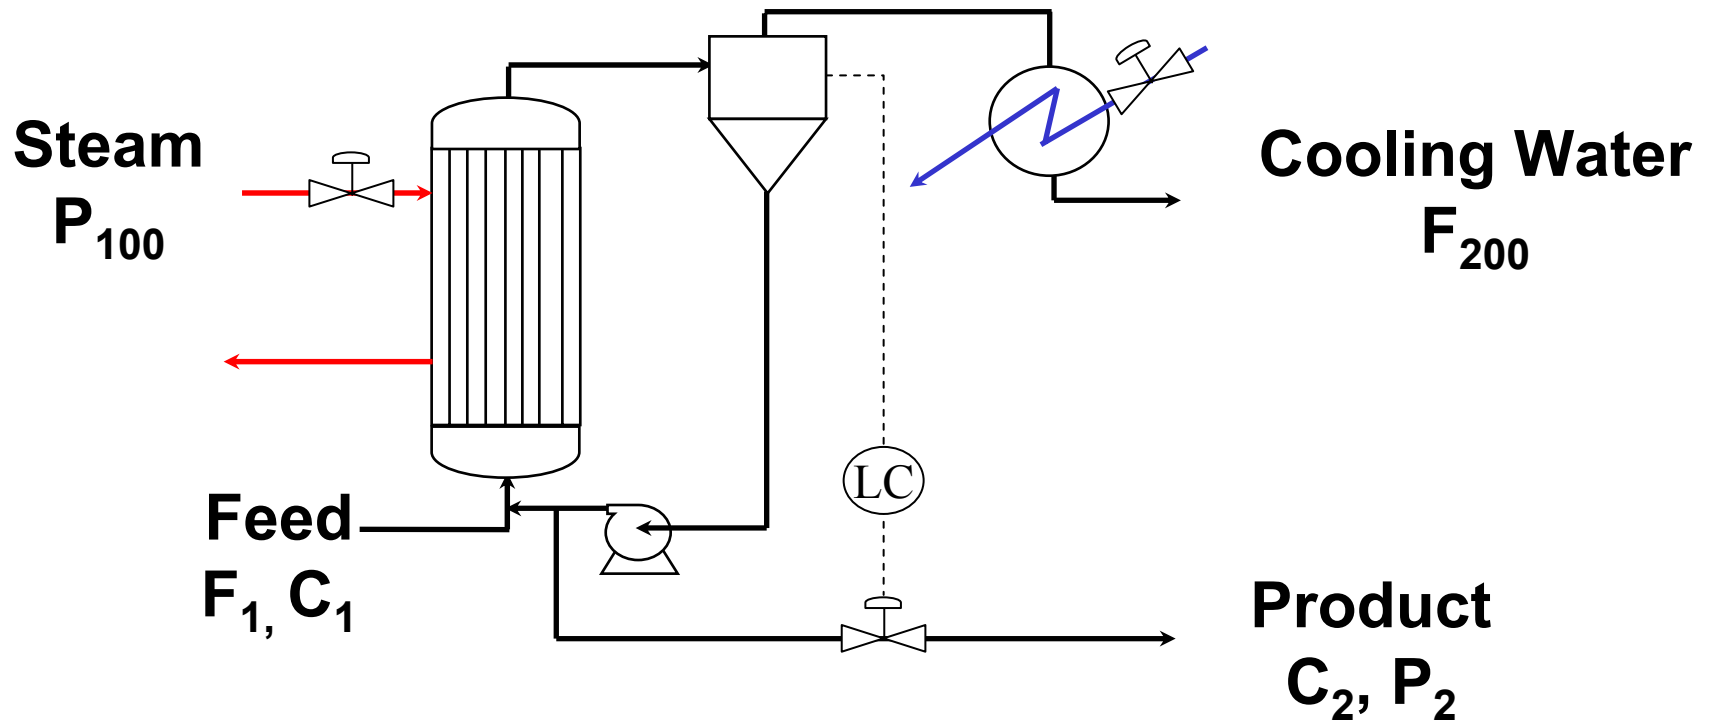 Steam
P100
Cooling Water
F200
LC
Feed
F1, C1
Product
C2, P2